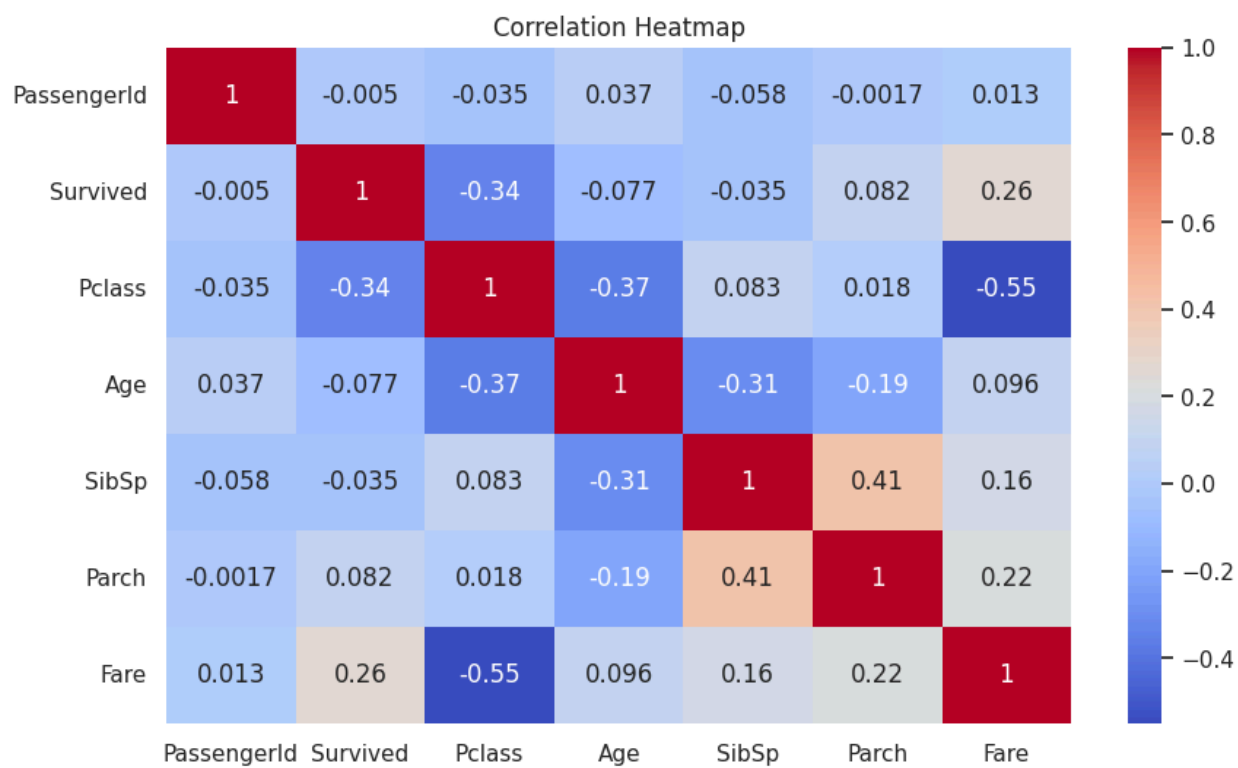 Correlation Heatmap
PassengerId 1 -0.005 -0.035 0.037 -0.058 -0.0017 0.013
Survived -0.005 1 -0.34 -0.077 -0.035 0.082 0.26
Pclass -0.035 -0.34 1 -0.37 0.083 0.018 -0.55
Age 0.037 -0.077 -0.37 1 -0.31 -0.19 0.096
SibSp -0.058 -0.035 0.083 -0.31 1 0.41 0.16
Parch -0.0017 0.082 0.018 -0.19 0.41 1 0.22
Fare 0.013 0.26 -0.55 0.096 0.16 0.22 1
PassengerId Survived Pclass Age SibSp Parch Fare
1.0
0.8
0.6
0.4
0.2
0.0
−0.2
−0.4